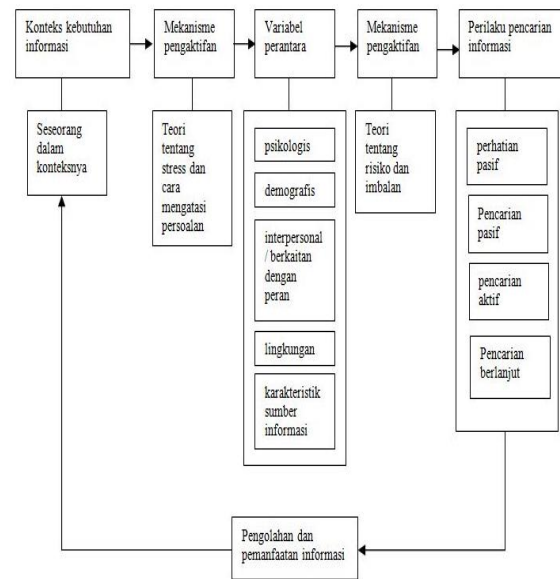 Konteks kebutuhan
informasi
Mekanisme
pengaktifan
Variabel
perantara
Mekanisme
pengaktifan
Perilaku pencarian
informasi
Seseorang
dalam
konteksnya
Teori
tentang
stress dan
cara
mengatasi
persoalan
psikologis
demografis
interpersonal
/ berkaitan
dengan
peran
lingkungan
karakteristik
sumber
informasi
Teori
tentang
risiko dan
imbalan
perhatian
pasif
Pencarian
pasif
pencarian
aktif
Pencarian
berlanjut
Pengolahan dan
pemanfaatan informasi